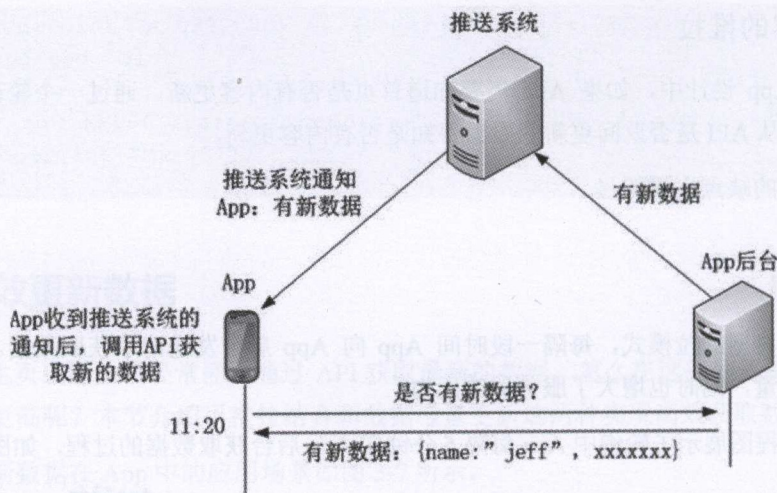 推送系统
推送系统通知
App：有新数据
有新数据
App后台
App
App收到推送系统的
通知后，调用API获
取新的数据
是否有新数据？
11:20
有新数据：{name: "jeff", xxxxxxx}